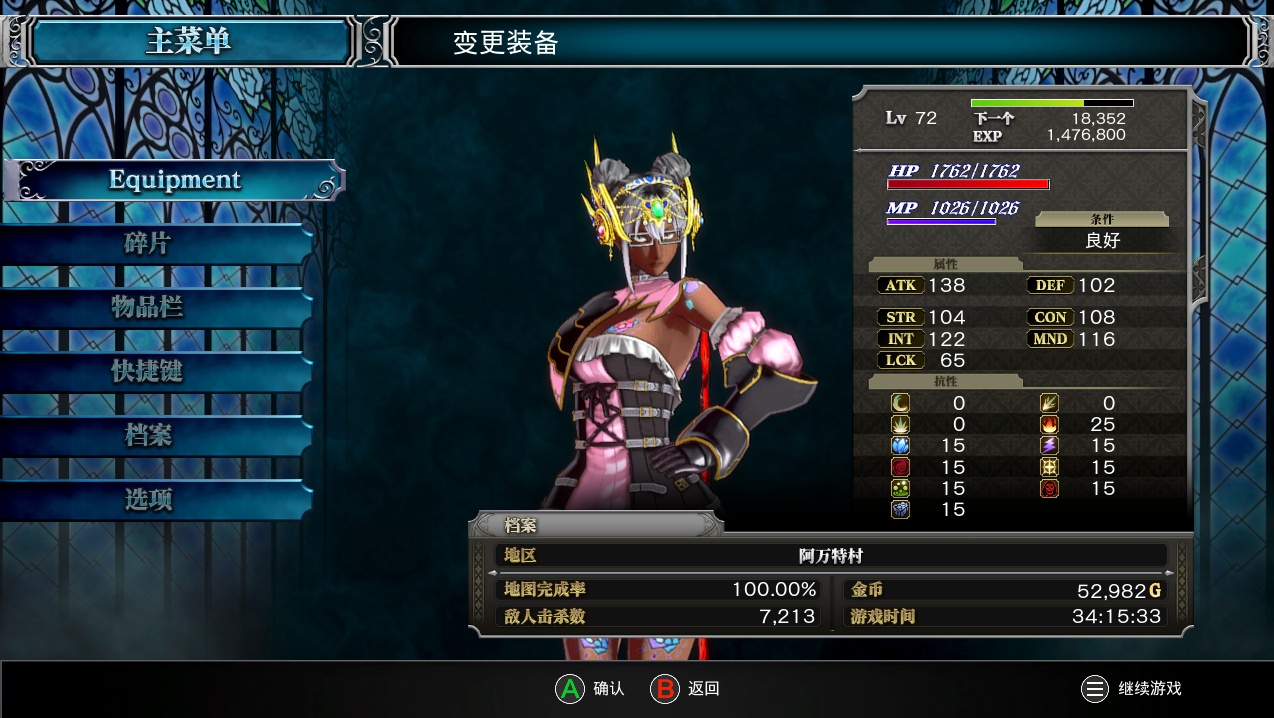 主菜单
变更装备
Equipment
碎片
物品栏
快捷键
档案
选项
Lv 72
下一个 18,352
EXP 1,476,800
HP 1762/1762
MP 1026/1026
条件
良好
属性
ATK 138 DEF 102
STR 104 CON 108
INT 122 MND 116
LCK 65
抗性
0 0
0 25
15 15
15 15
15 15
15
档案
地区 阿万特村
地图完成率 100.00% 金币 52,982G
敌人击杀数 7,213 游戏时间 34:15:33
A 确认 B 返回 继续游戏